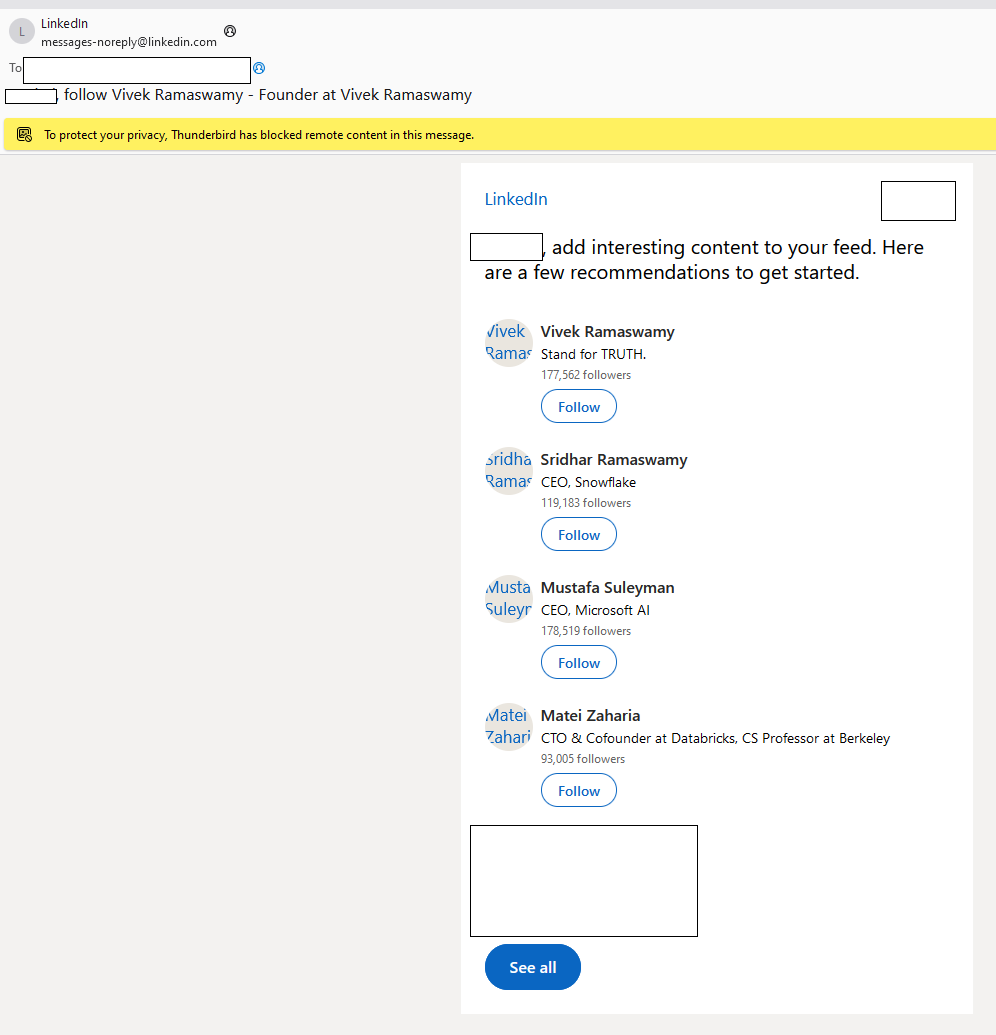 L
LinkedIn
messages-noreply@linkedin.com
To
, follow Vivek Ramaswamy - Founder at Vivek Ramaswamy
To protect your privacy, Thunderbird has blocked remote content in this message.
LinkedIn
, add interesting content to your feed. Here
are a few recommendations to get started.
Vivek
Ramas
Vivek Ramaswamy
Stand for TRUTH.
177,562 followers
Follow
Sridha
Ramas
Sridhar Ramaswamy
CEO, Snowflake
119,183 followers
Follow
Musta
Suleyr
Mustafa Suleyman
CEO, Microsoft AI
178,519 followers
Follow
Matei
Zahari
Matei Zaharia
CTO & Cofounder at Databricks, CS Professor at Berkeley
93,005 followers
Follow
See all